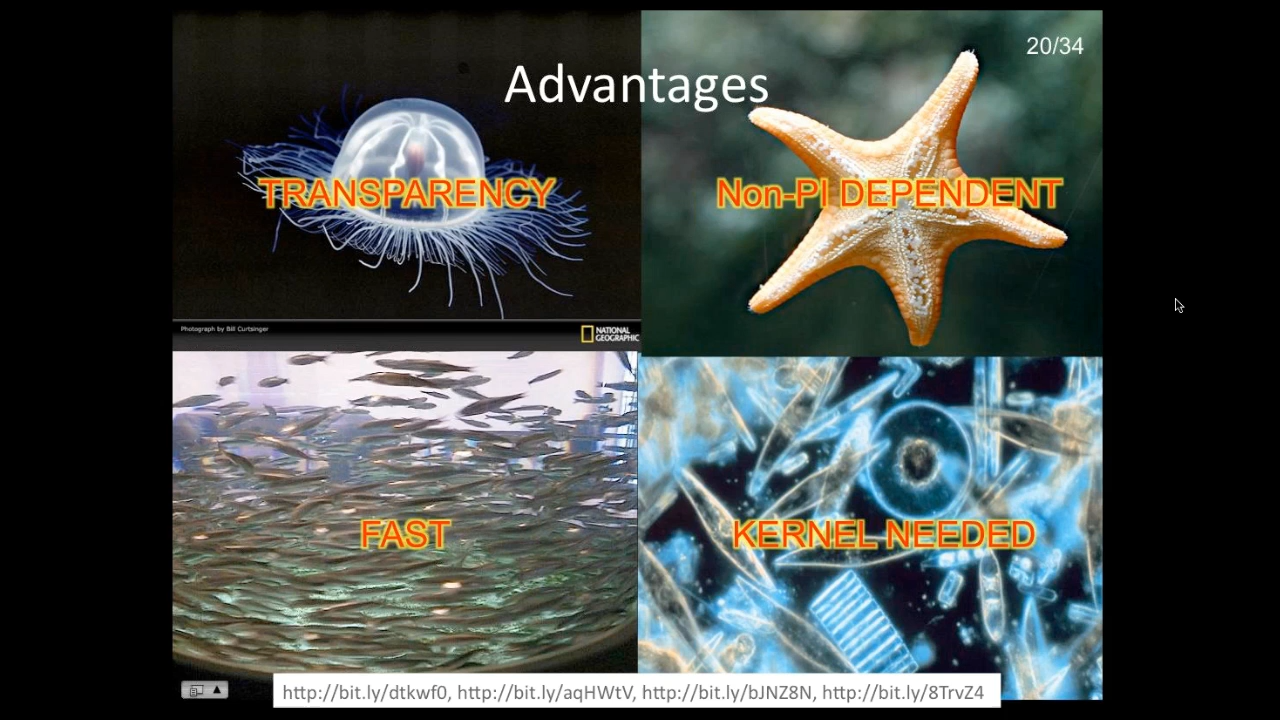 20/34
Advantages
TRANSPARENCY
Non-PI DEPENDENT
Photograph by Bill Curtsinger
NATIONAL
GEOGRAPHIC
FAST
KERNEL NEEDED
http://bit.ly/dtkwf0, http://bit.ly/aqHWtV, http://bit.ly/bJNZ8N, http://bit.ly/8TrvZ4